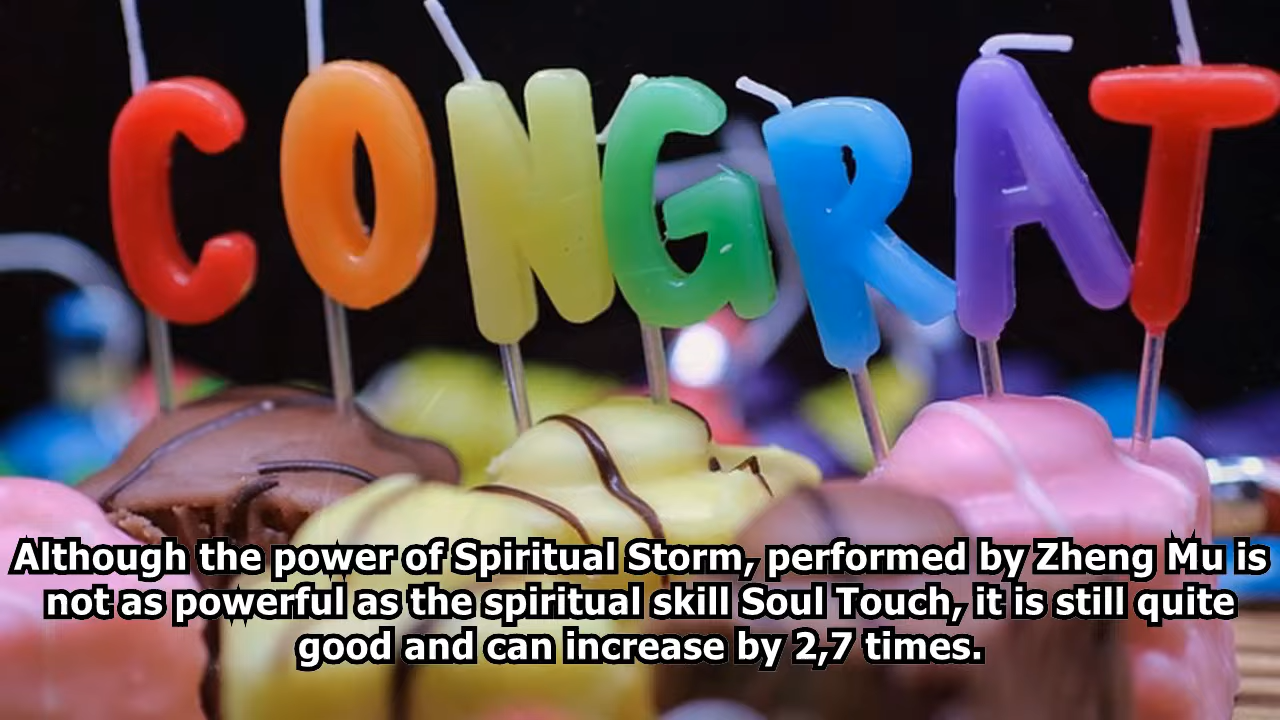 CONGRAT
Although the power of Spiritual Storm, performed by Zheng Mu is
not as powerful as the spiritual skill Soul Touch, it is still quite
good and can increase by 2,7 times.